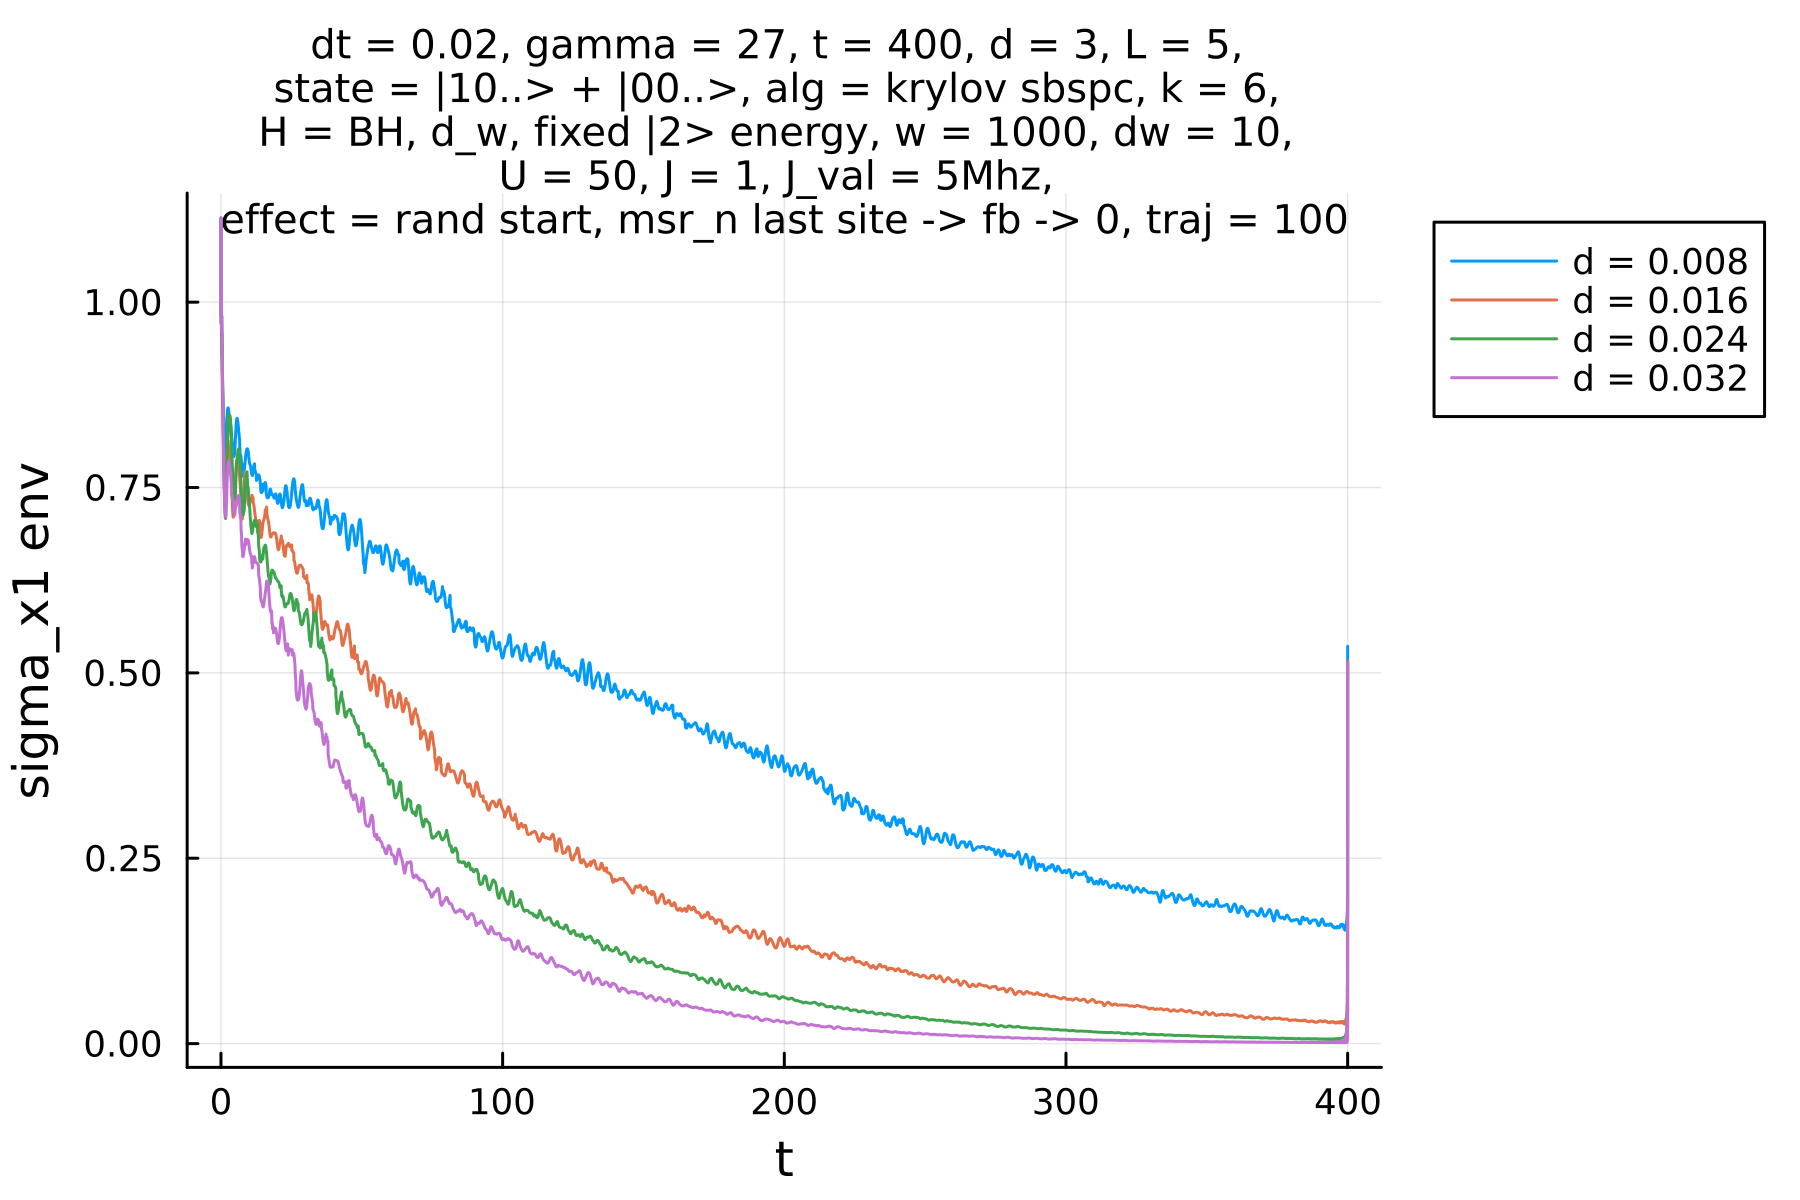 dt = 0.02, gamma = 27, t = 400, d = 3, L = 5,
state = |10..> + |00..>, alg = krylov sbspc, k = 6,
H = BH, d_w, fixed |2> energy, w = 1000, dw = 10,
U = 50, J = 1, J_val = 5Mhz,
effect = rand start, msr_n last site -> fb -> 0, traj = 100
d = 0.008
d = 0.016
d = 0.024
d = 0.032
sigma_x1 env
1.00
0.75
0.50
0.25
0.00
0 100 200 300 400
t